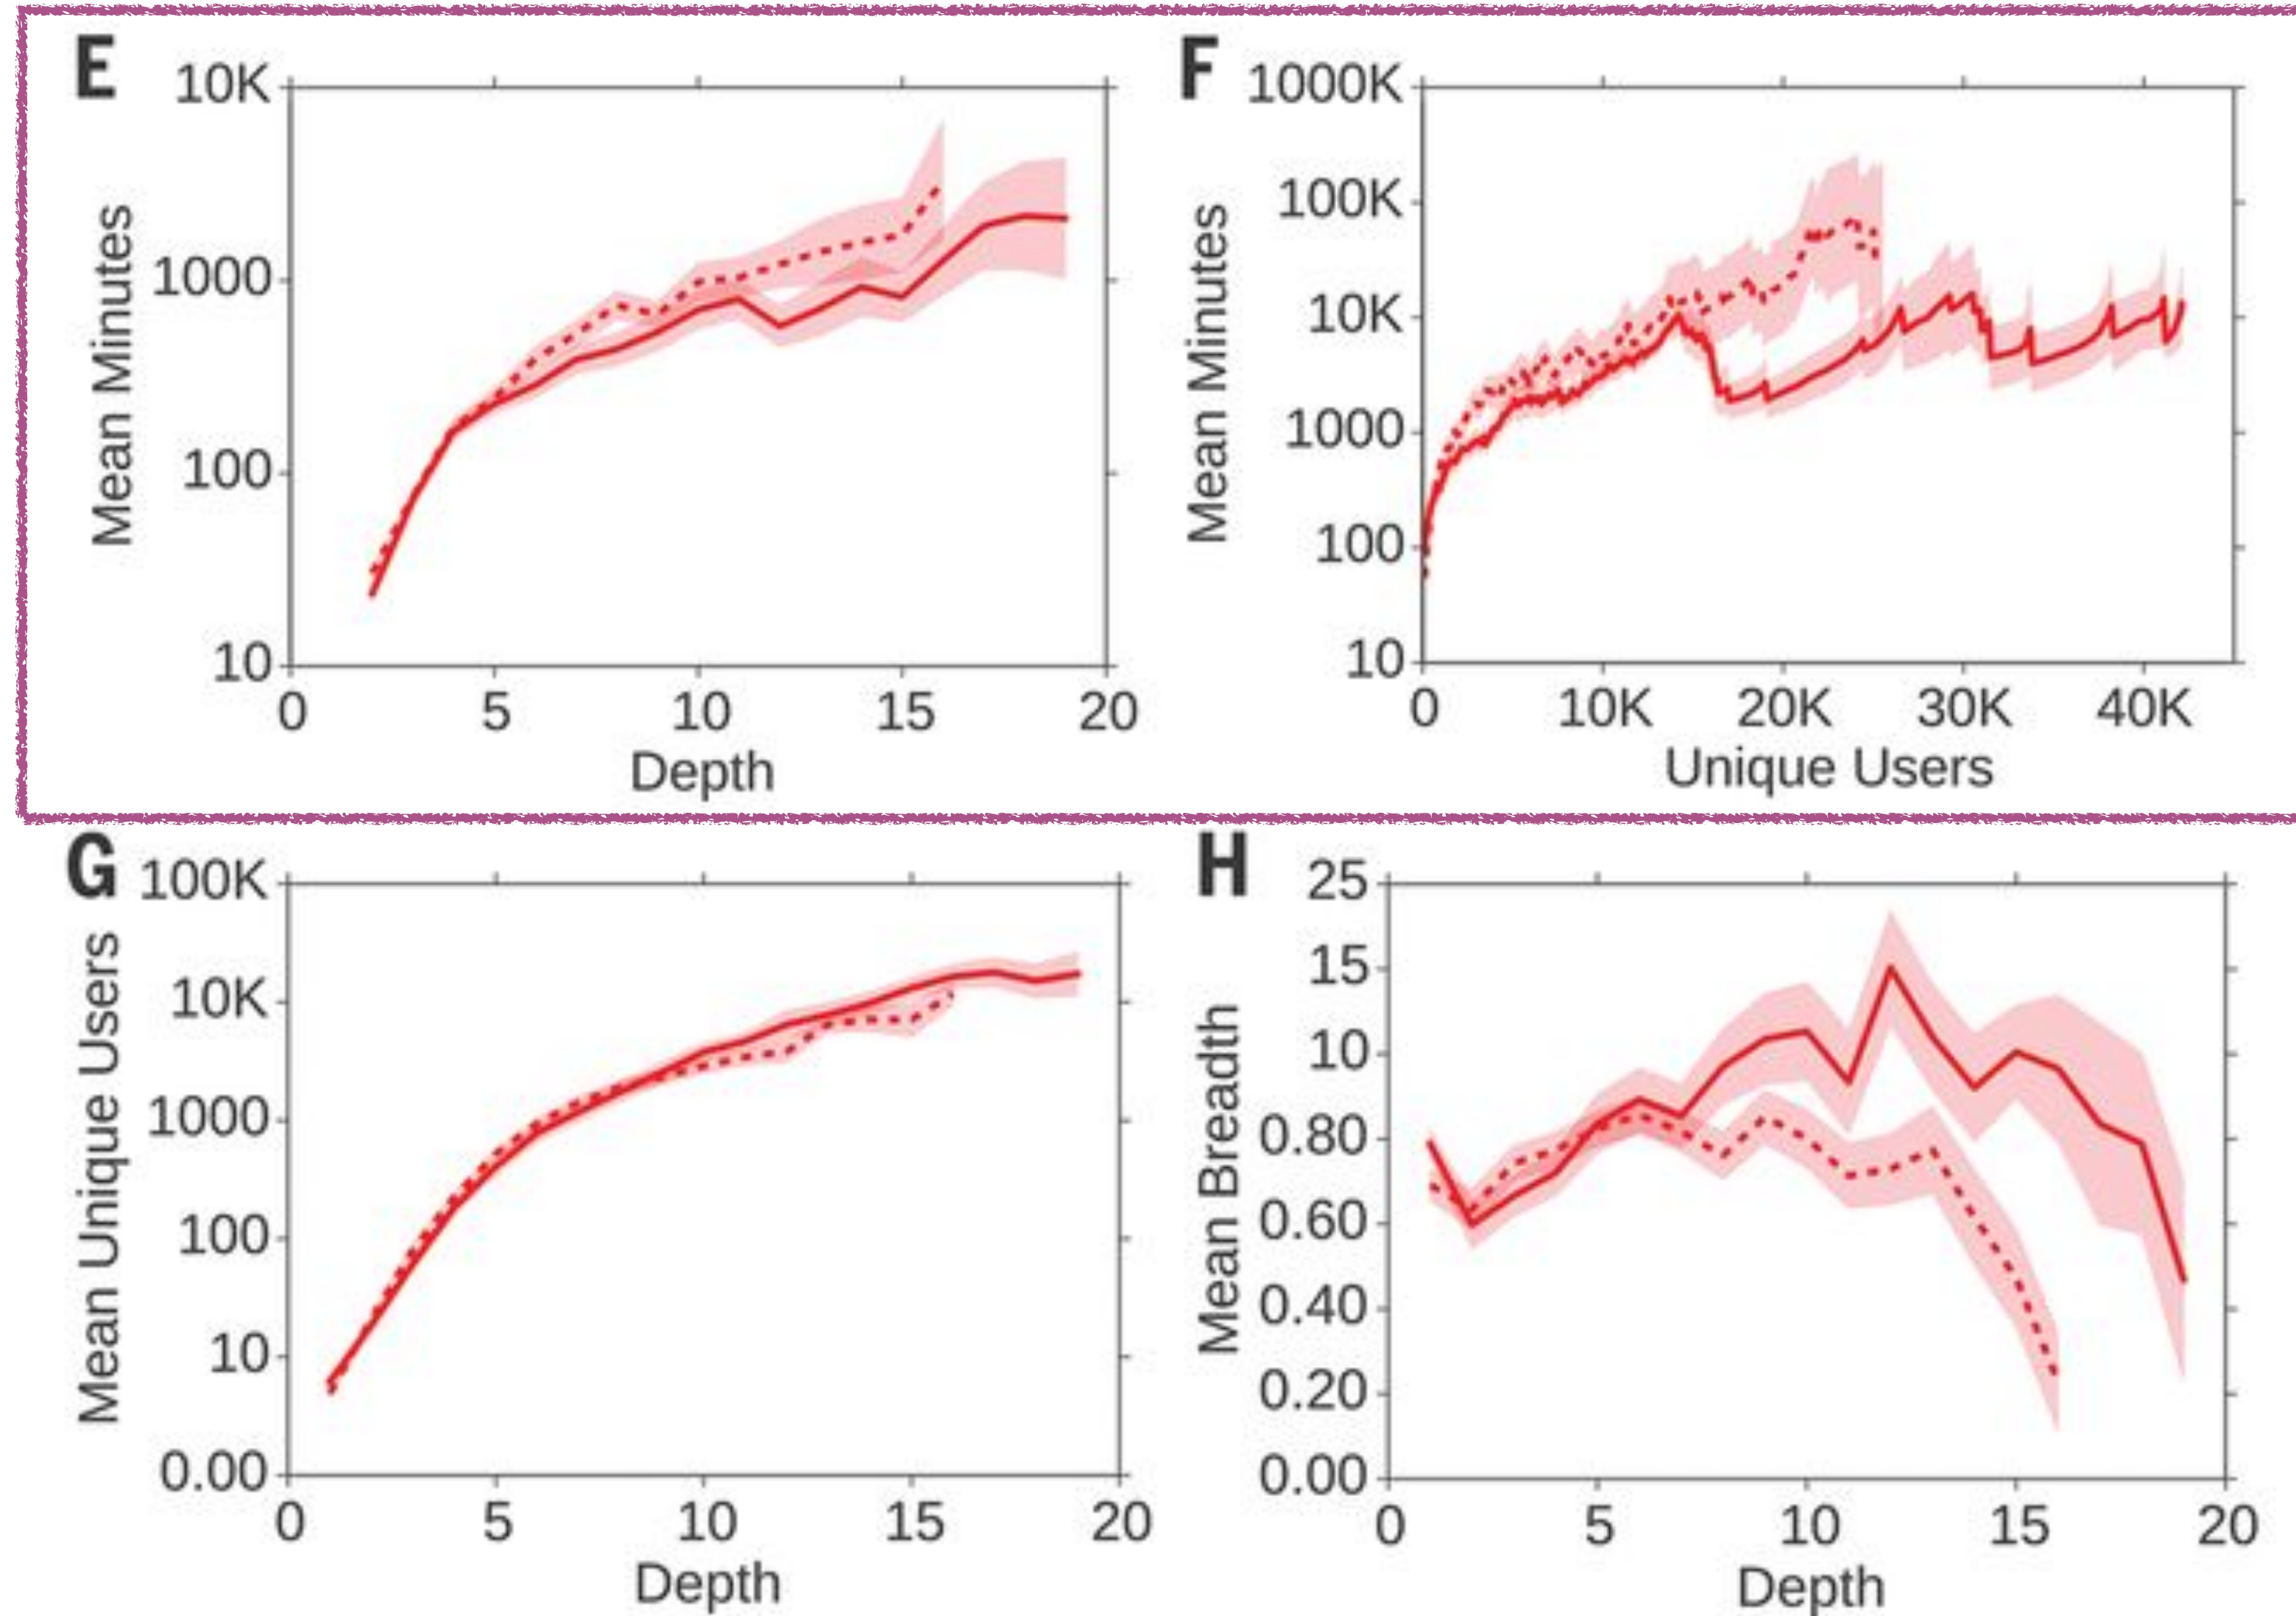 E
10K
1000
100
10
Mean Minutes
0 5 10 15 20
Depth
F
1000K
100K
10K
1000
100
10
Mean Minutes
0 10K 20K 30K 40K
Unique Users
G
100K
10K
1000
100
10
0.00
Mean Unique Users
0 5 10 15 20
Depth
H
25
15
10
0.80
0.60
0.40
0.20
0.00
Mean Breadth
0 5 10 15 20
Depth